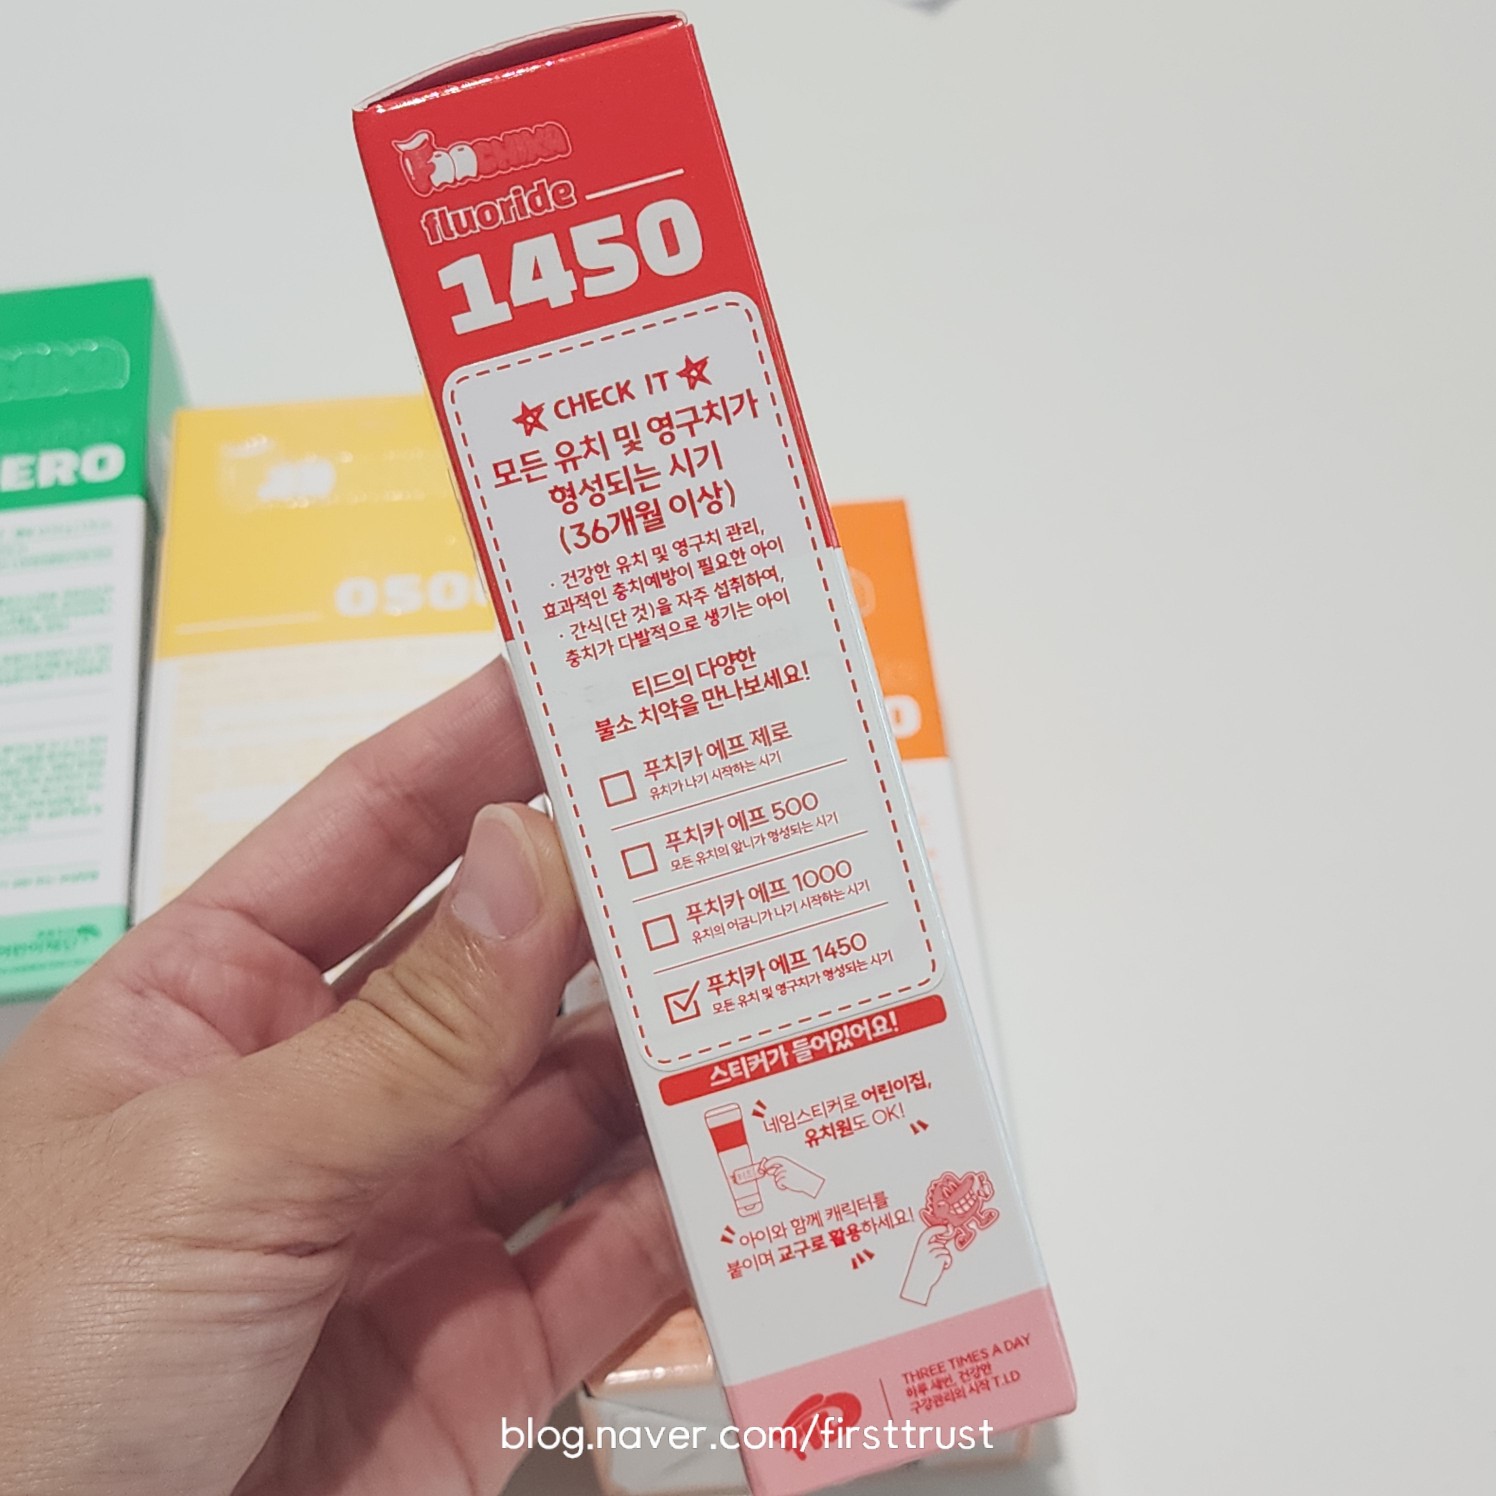 FOOCHIKA
fluoride
1450
CHECK IT
모든 유치 및 영구치가
형성되는 시기
(36개월 이상)
· 건강한 유치 및 영구치 관리,
효과적인 충치예방이 필요한 아이
· 간식(단 것)을 자주 섭취하여,
충치가 다발적으로 생기는 아이
티드의 다양한
불소 치약을 만나보세요!
푸치카 에프 제로
유치가 나기 시작하는 시기
푸치카 에프 500
모든 유치의 앞니가 형성되는 시기
푸치카 에프 1000
유치의 어금니가 나기 시작하는 시기
푸치카 에프 1450
모든 유치 및 영구치가 형성되는 시기
스티커가 들어있어요!
네임스티커로 어린이집,
유치원도 OK!
아이와 함께 캐릭터를
붙이며 교구로 활용하세요!
THREE TIMES A DAY
하루 세번, 건강한
구강관리의 시작 T.I.D
ERO
050
0
blog.naver.com/firsttrust